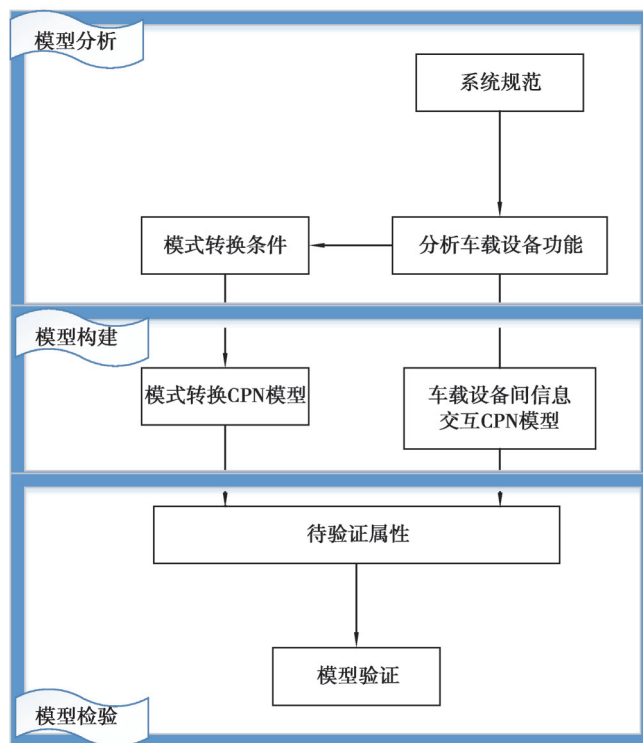 模型分析
系统规范
模式转换条件
分析车载设备功能
模型构建
模式转换CPN模型
车载设备间信息
交互CPN模型
待验证属性
模型验证
模型检验